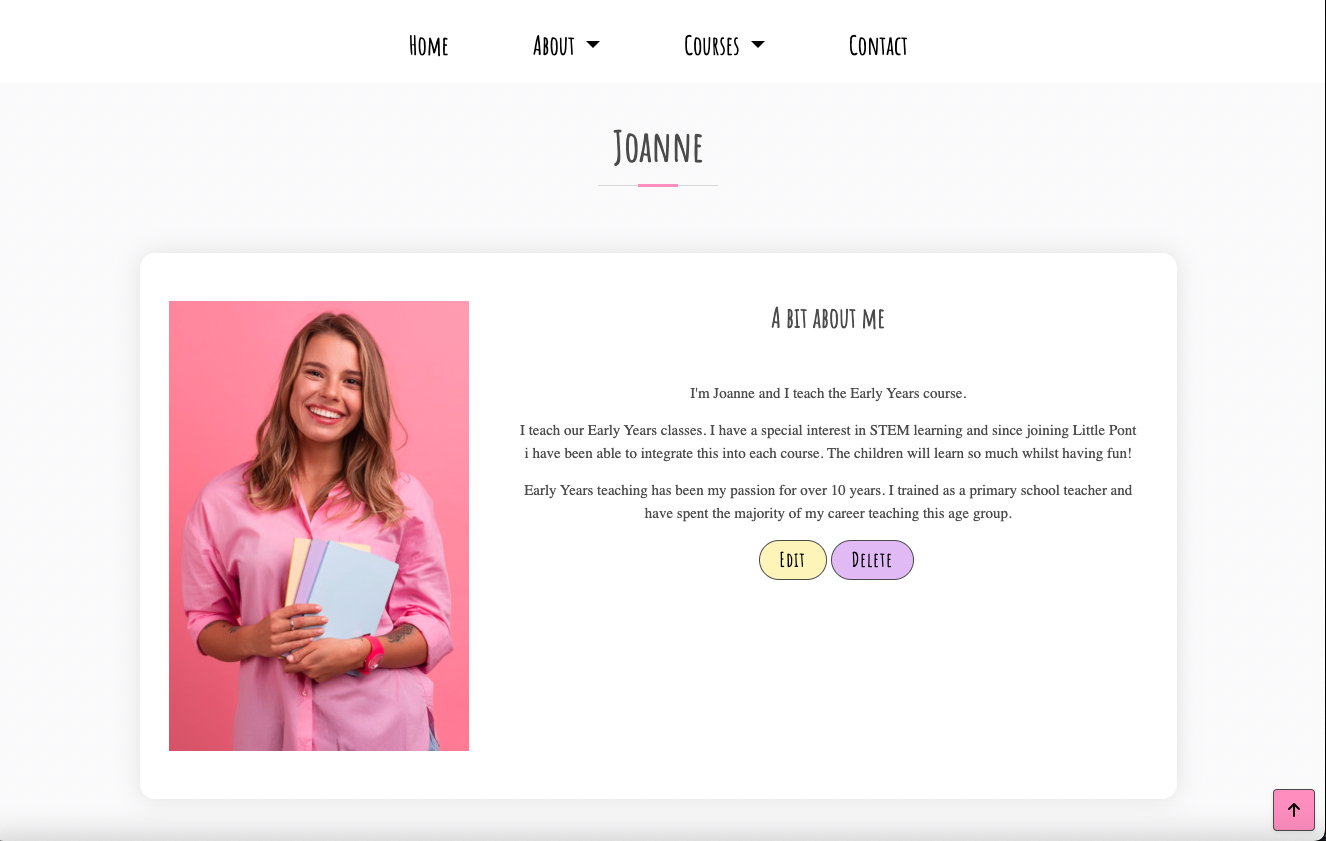 Home About Courses Contact
Joanne
A bit about me
I'm Joanne and I teach the Early Years course.
I teach our Early Years classes. I have a special interest in STEM learning and since joining Little Pont
i have been able to integrate this into each course. The children will learn so much whilst having fun!
Early Years teaching has been my passion for over 10 years. I trained as a primary school teacher and
have spent the majority of my career teaching this age group.
Edit Delete